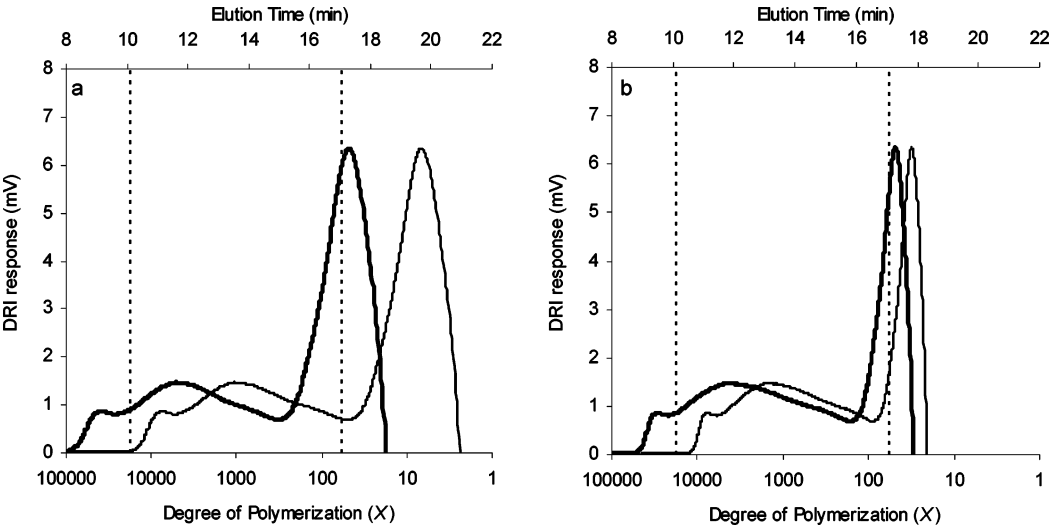 Elution Time (min)
8 10 12 14 16 18 20 22
a
8
7
6
5
4
3
2
1
0
DRI response (mV)
100000 10000 1000 100 10 1
Degree of Polymerization (X)
Elution Time (min)
8 10 12 14 16 18 20 22
b
8
7
6
5
4
3
2
1
0
DRI response (mV)
100000 10000 1000 100 10 1
Degree of Polymerization (X)